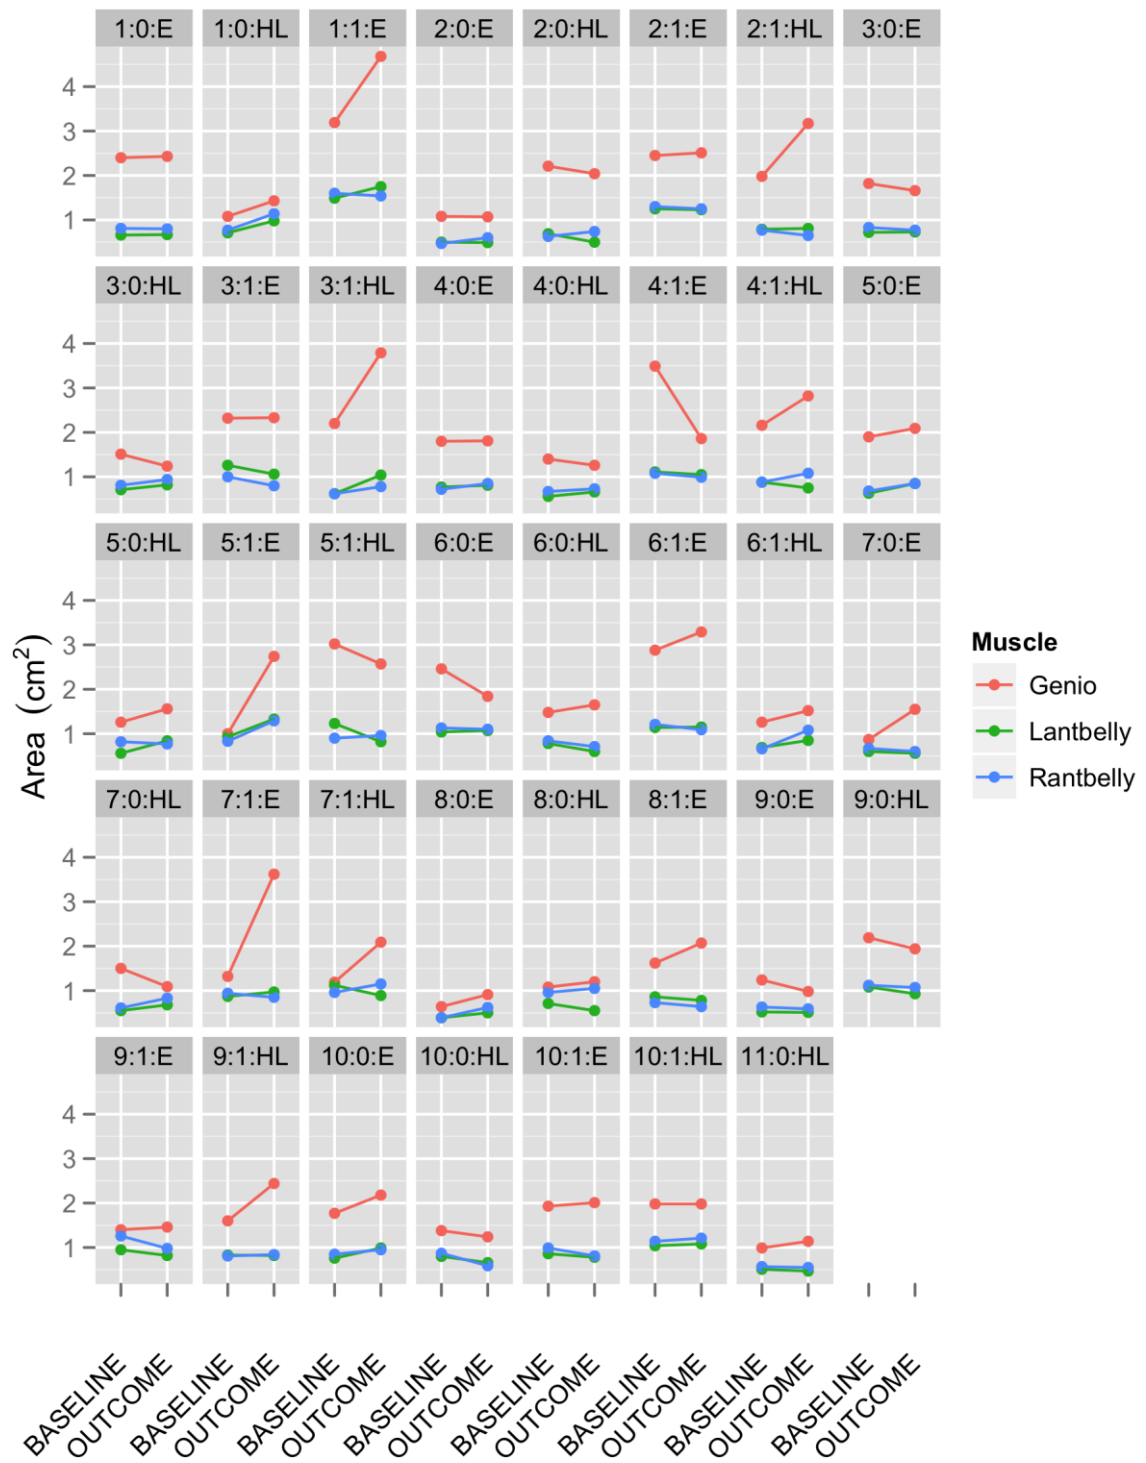 1:0:E 1:0:HL 1:1:E 2:0:E 2:0:HL 2:1:E 2:1:HL 3:0:E
4
3
2
1
3:0:HL 3:1:E 3:1:HL 4:0:E 4:0:HL 4:1:E 4:1:HL 5:0:E
4
3
2
1
5:0:HL 5:1:E 5:1:HL 6:0:E 6:0:HL 6:1:E 6:1:HL 7:0:E
4
3
2
1
Area (cm²)
Muscle
Genio
Lantbelly
Rantbelly
7:0:HL 7:1:E 7:1:HL 8:0:E 8:0:HL 8:1:E 9:0:E 9:0:HL
4
3
2
1
9:1:E 9:1:HL 10:0:E 10:0:HL 10:1:E 10:1:HL 11:0:HL
4
3
2
1
BASELINE OUTCOME BASELINE OUTCOME BASELINE OUTCOME BASELINE OUTCOME BASELINE OUTCOME BASELINE OUTCOME BASELINE OUTCOME BASELINE OUTCOME